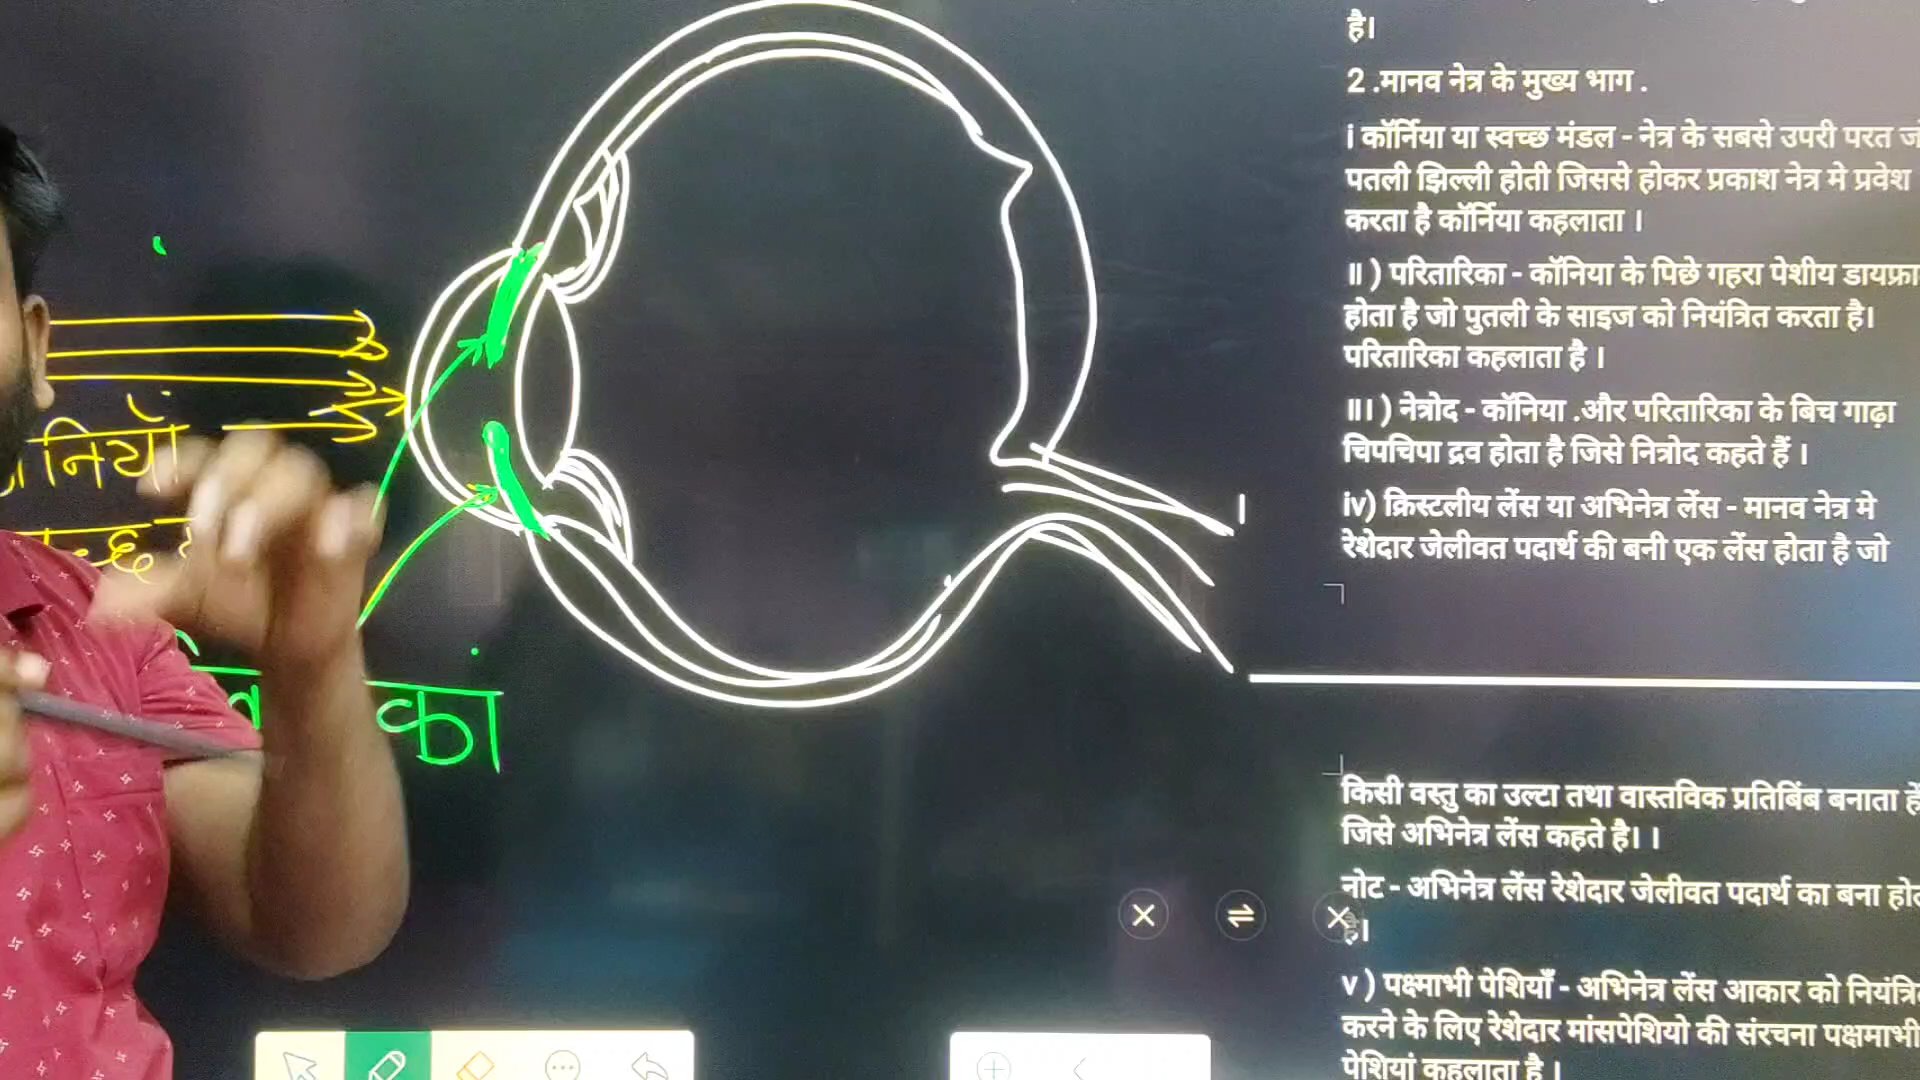 है।
2 .मानव नेत्र के मुख्य भाग .
i कॉर्निया या स्वच्छ मंडल - नेत्र के सबसे उपरी परत
पतली झिल्ली होती जिससे होकर प्रकाश नेत्र मे प्रवेश
करता है कॉर्निया कहलाता ।
॥ ) परितारिका - कॉनिया के पिछे गहरा पेशीय
होता है जो पुतली के साइज को नियंत्रित करता है।
परितारिका कहलाता है ।
॥। ) नेत्रोद - कॉनिया .और परितारिका के बिच गाढ़ा
चिपचिपा द्रव होता है जिसे नित्रोद कहते हैं ।
iv) क्रिस्टलीय लेंस या अभिनेत्र लेंस - मानव नेत्र मे
रेशेदार जेलीवत पदार्थ की बनी एक लेंस होता है जो
किसी वस्तु का उल्टा तथा वास्तविक प्रतिबिंब बनाता
जिसे अभिनेत्र लेंस कहते है। ।
नोट - अभिनेत्र लेंस रेशेदार जेलीवत पदार्थ का बना
है।
v ) पक्ष्माभी पेशियाँ - अभिनेत्र लेंस आकार को
करने के लिए रेशेदार मांसपेशियो की संरचना पक्षमाभी
पेशियां कहलाता है ।
नियाँ
का